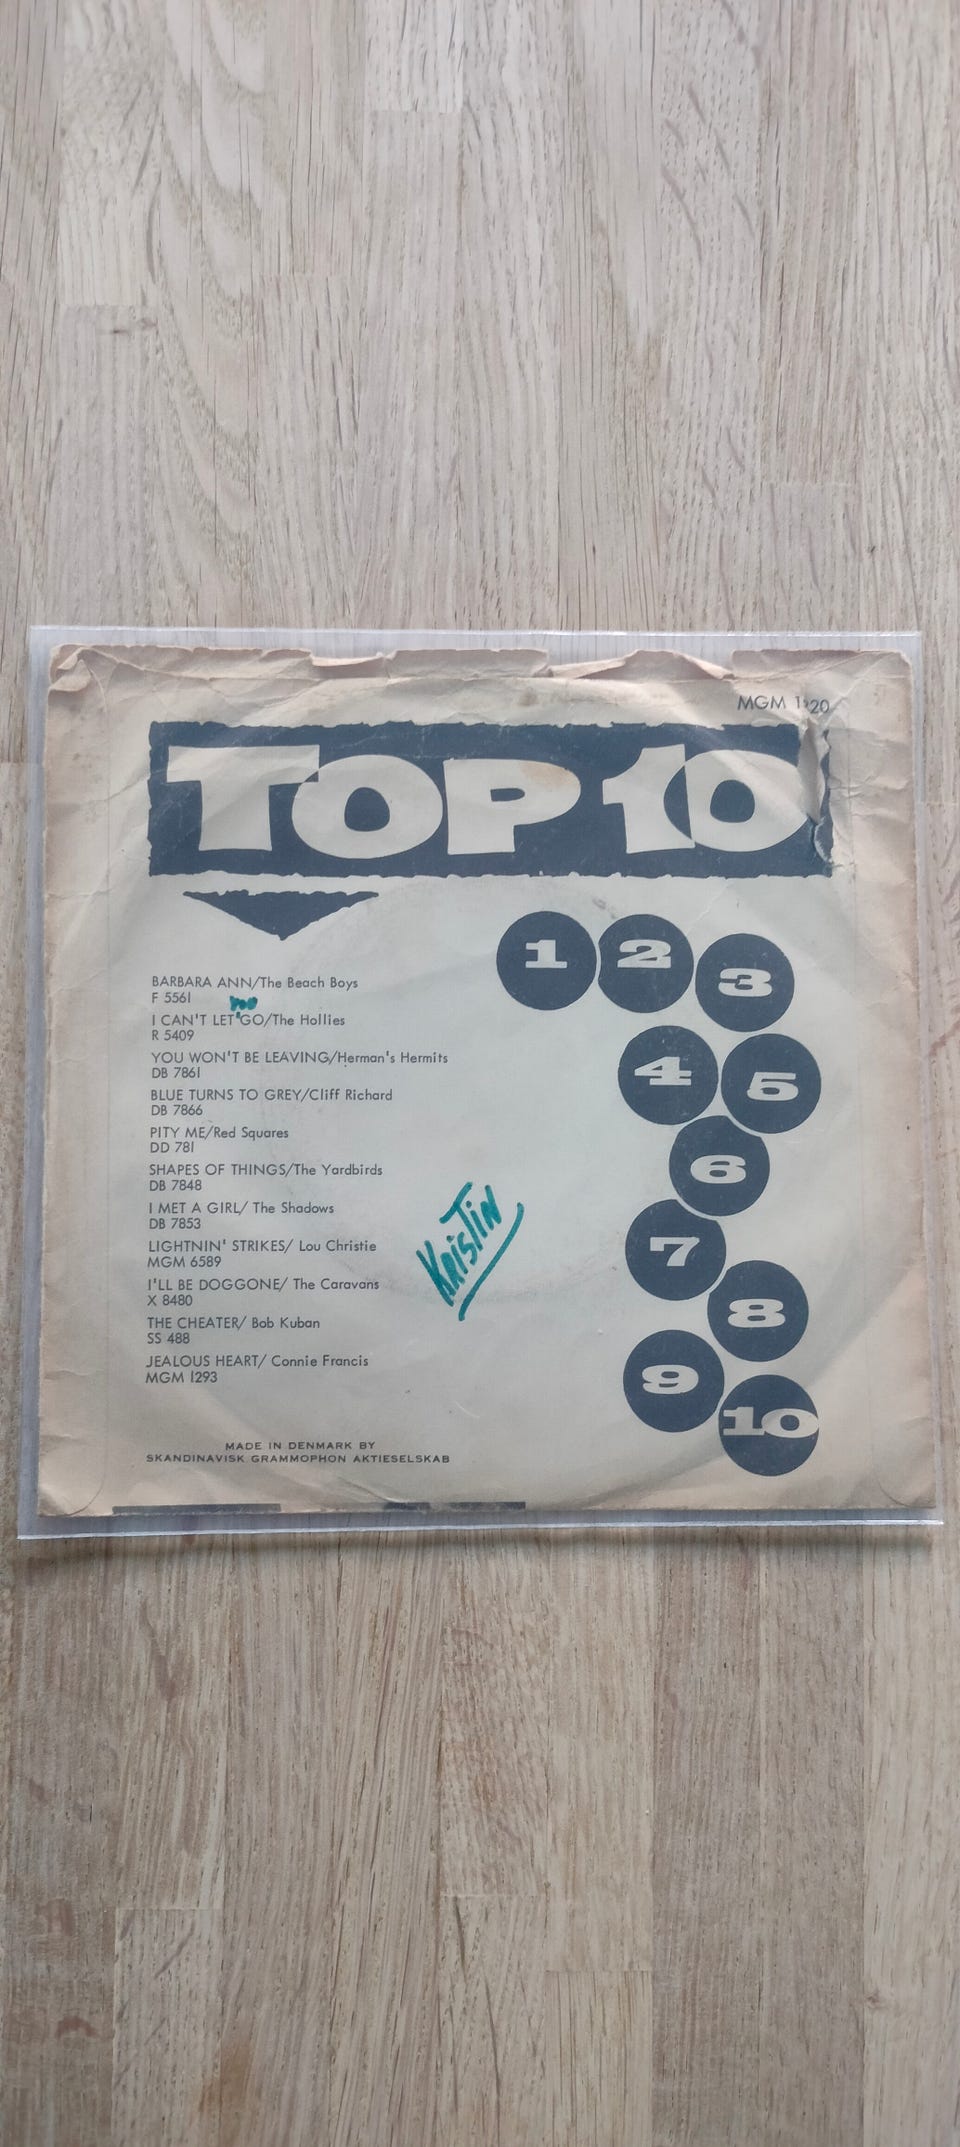 TOP 10
MGM
1 2 3
4 5
6
7
8
9
10
BARBARA ANN/The Beach Boys
F 5561
you
I CAN'T LET GO/The Hollies
R 5409
YOU WON'T BE LEAVING/Herman's Hermits
DB 7861
BLUE TURNS TO GREY/Cliff Richard
DB 7866
PITY ME/Red Squares
DD 781
SHAPES OF THINGS/The Yardbirds
DB 7848
I MET A GIRL/ The Shadows
DB 7853
LIGHTNIN' STRIKES/ Lou Christie
MGM 6589
I'LL BE DOGGONE/ The Caravans
X 8480
THE CHEATER/ Bob Kuban
SS 488
JEALOUS HEART/ Connie Francis
MGM 1293
KRISTIN
MADE IN DENMARK BY
SKANDINAVISK GRAMMOPHON AKTIESELSKAB